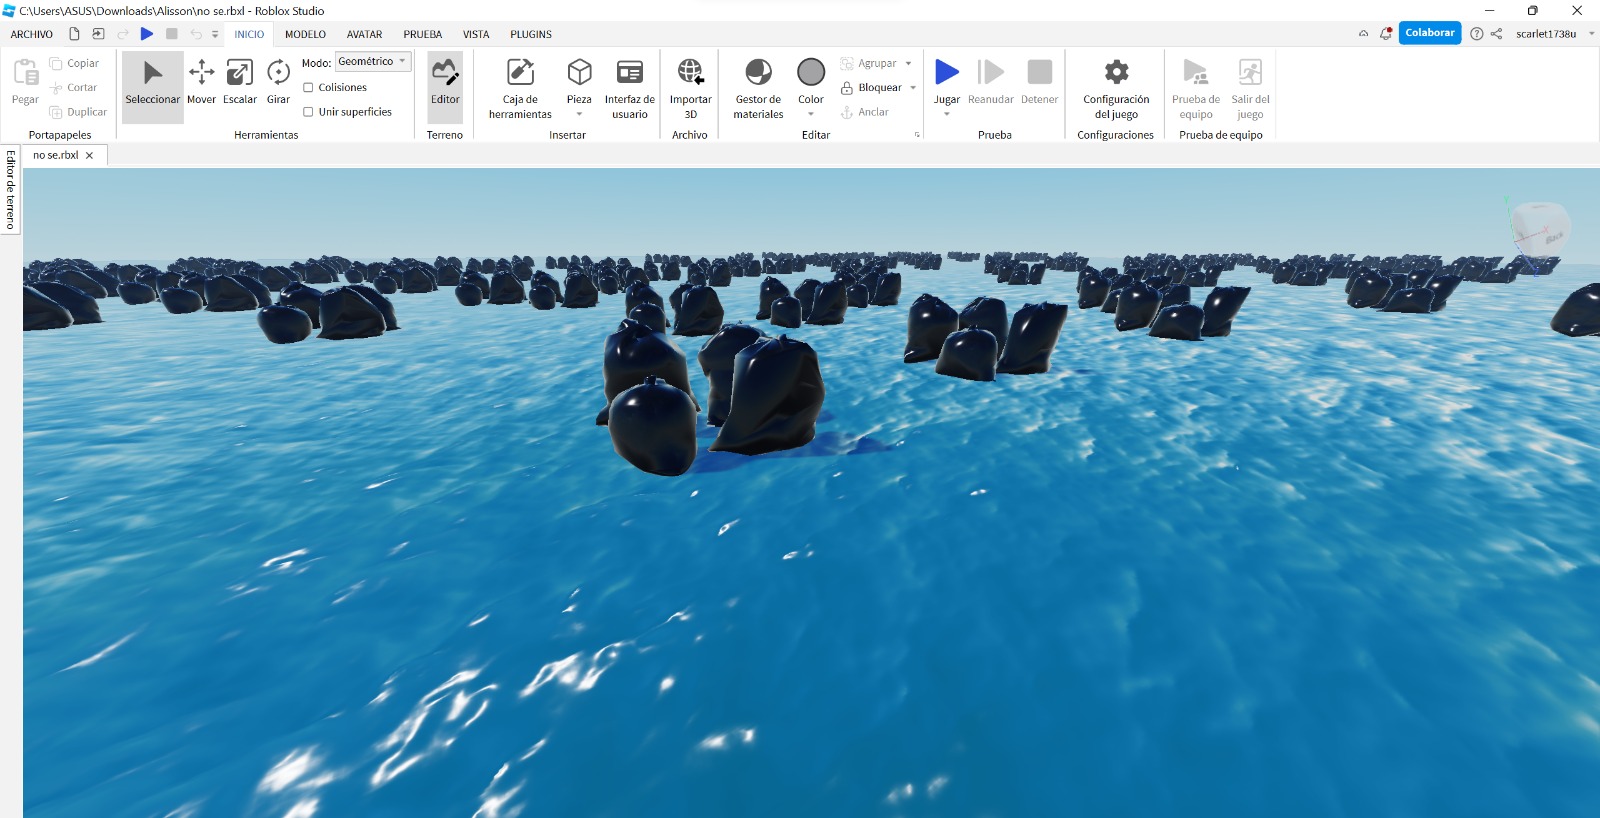 C:\Users\ASUS\Downloads\Alisson\no se.rbxl - Roblox Studio
ARCHIVO INICIO MODELO AVATAR PRUEBA VISTA PLUGINS Colaborar scarlet1738u
Pegar Copiar Cortar Duplicar
Portapapeles
Seleccionar Mover Escalar Girar Modo: Geométrico
Colisiones
Unir superficies
Herramientas
Editor
Terreno
Caja de herramientas Pieza Interfaz de usuario
Insertar
Importar 3D
Archivo
Gestor de materiales Color Agrupar Bloquear Anclar
Editar
Jugar Reanudar Detener
Prueba
Configuración del juego
Configuraciones
Prueba de equipo Salir del juego
Prueba de equipo
no se.rbxl
Editor de terreno
Y
X
Back